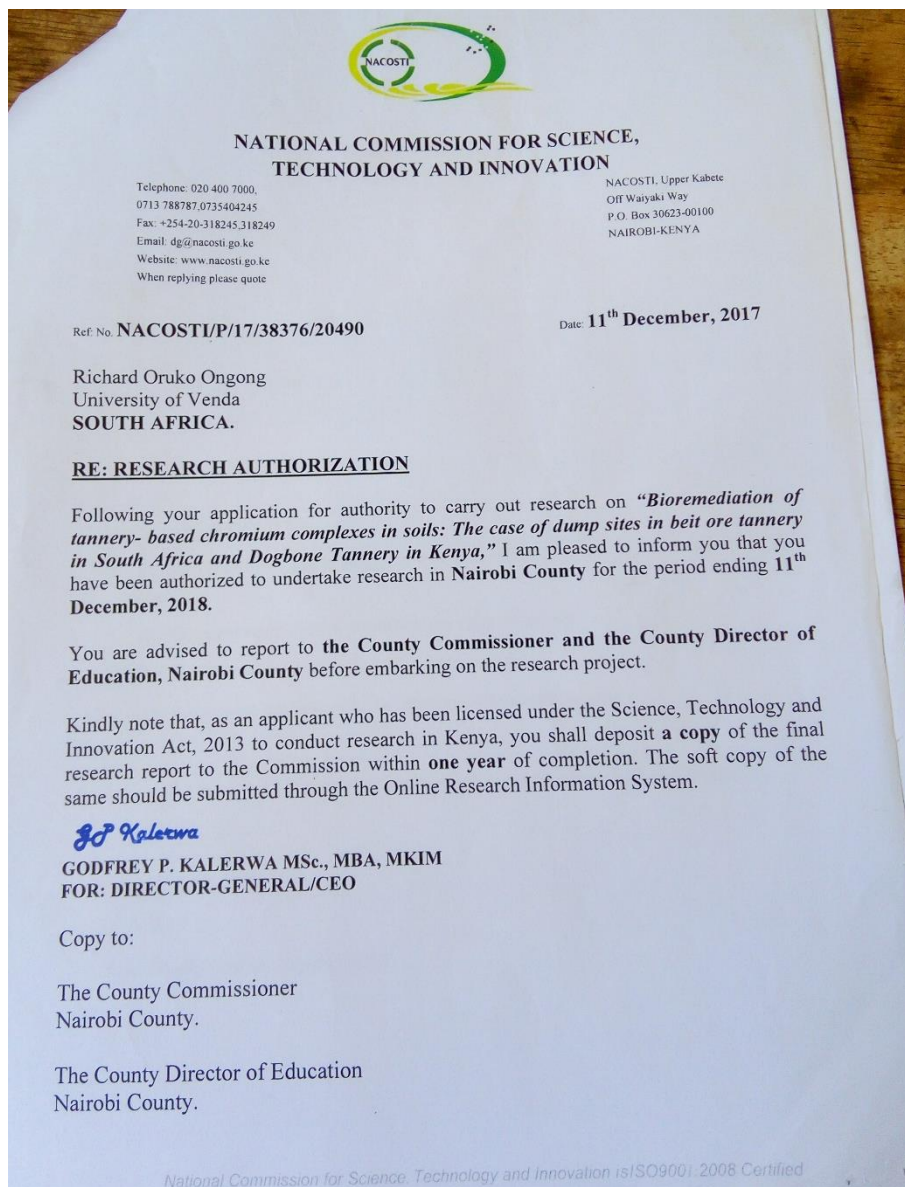 NACOSTI
NATIONAL COMMISSION FOR SCIENCE,
TECHNOLOGY AND INNOVATION
Telephone: 020 400 7000,
0713 788787,0735404245
Fax: +254-20-318245,318249
Email: dg@nacosti.go.ke
Website: www.nacosti.go.ke
When replying please quote
NACOSTI, Upper Kabete
Off Waiyaki Way
P.O. Box 30623-00100
NAIROBI-KENYA
Ref: No. NACOSTI/P/17/38376/20490
Date: 11th December, 2017
Richard Oruko Ongong
University of Venda
SOUTH AFRICA.
RE: RESEARCH AUTHORIZATION
Following your application for authority to carry out research on “Bioremediation of
tannery- based chromium complexes in soils: The case of dump sites in beit ore tannery
in South Africa and Dogbone Tannery in Kenya,” I am pleased to inform you that you
have been authorized to undertake research in Nairobi County for the period ending 11th
December, 2018.
You are advised to report to the County Commissioner and the County Director of
Education, Nairobi County before embarking on the research project.
Kindly note that, as an applicant who has been licensed under the Science, Technology and
Innovation Act, 2013 to conduct research in Kenya, you shall deposit a copy of the final
research report to the Commission within one year of completion. The soft copy of the
same should be submitted through the Online Research Information System.
GP Kalerwa
GODFREY P. KALERWA MSc., MBA, MKIM
FOR: DIRECTOR-GENERAL/CEO
Copy to:
The County Commissioner
Nairobi County.
The County Director of Education
Nairobi County.
National Commission for Science, Technology and Innovation isISO9001:2008 Certified